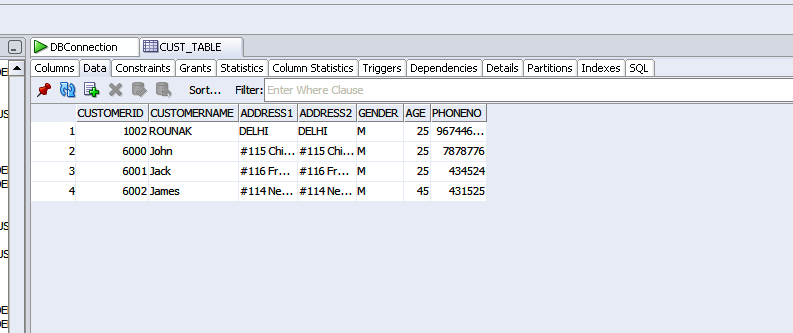 DBConnection CUST_TABLE
Columns Data Constraints Grants Statistics Column Statistics Triggers Dependencies Details Partitions Indexes SQL
Sort... Filter: Enter Where Clause
CUSTOMERID CUSTOMERNAME ADDRESS1 ADDRESS2 GENDER AGE PHONENO
1 1002 ROUNAK DELHI DELHI M 25 967446...
2 6000 John #115 Chi... #115 Chi... M 25 7878776
3 6001 Jack #116 Fr... #116 Fr... M 25 434524
4 6002 James #114 Ne... #114 Ne... M 45 431525